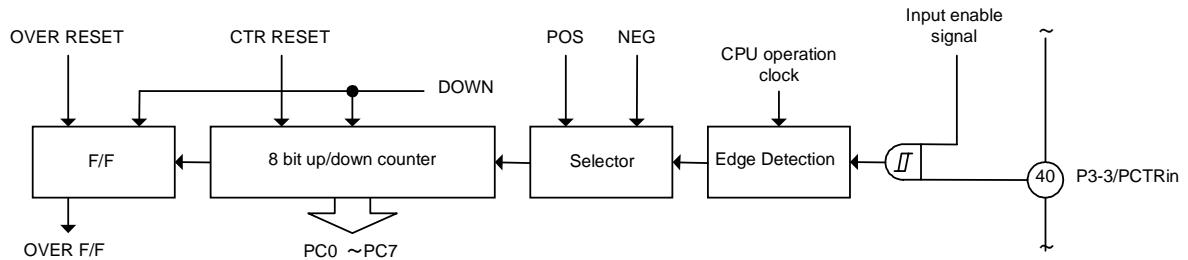 Input enable
signal
OVER RESET
CTR RESET
POS
NEG
CPU operation
clock
DOWN
F/F
8 bit up/down counter
Selector
Edge Detection
40
P3-3/PCTRin
OVER F/F
PC0 ～PC7